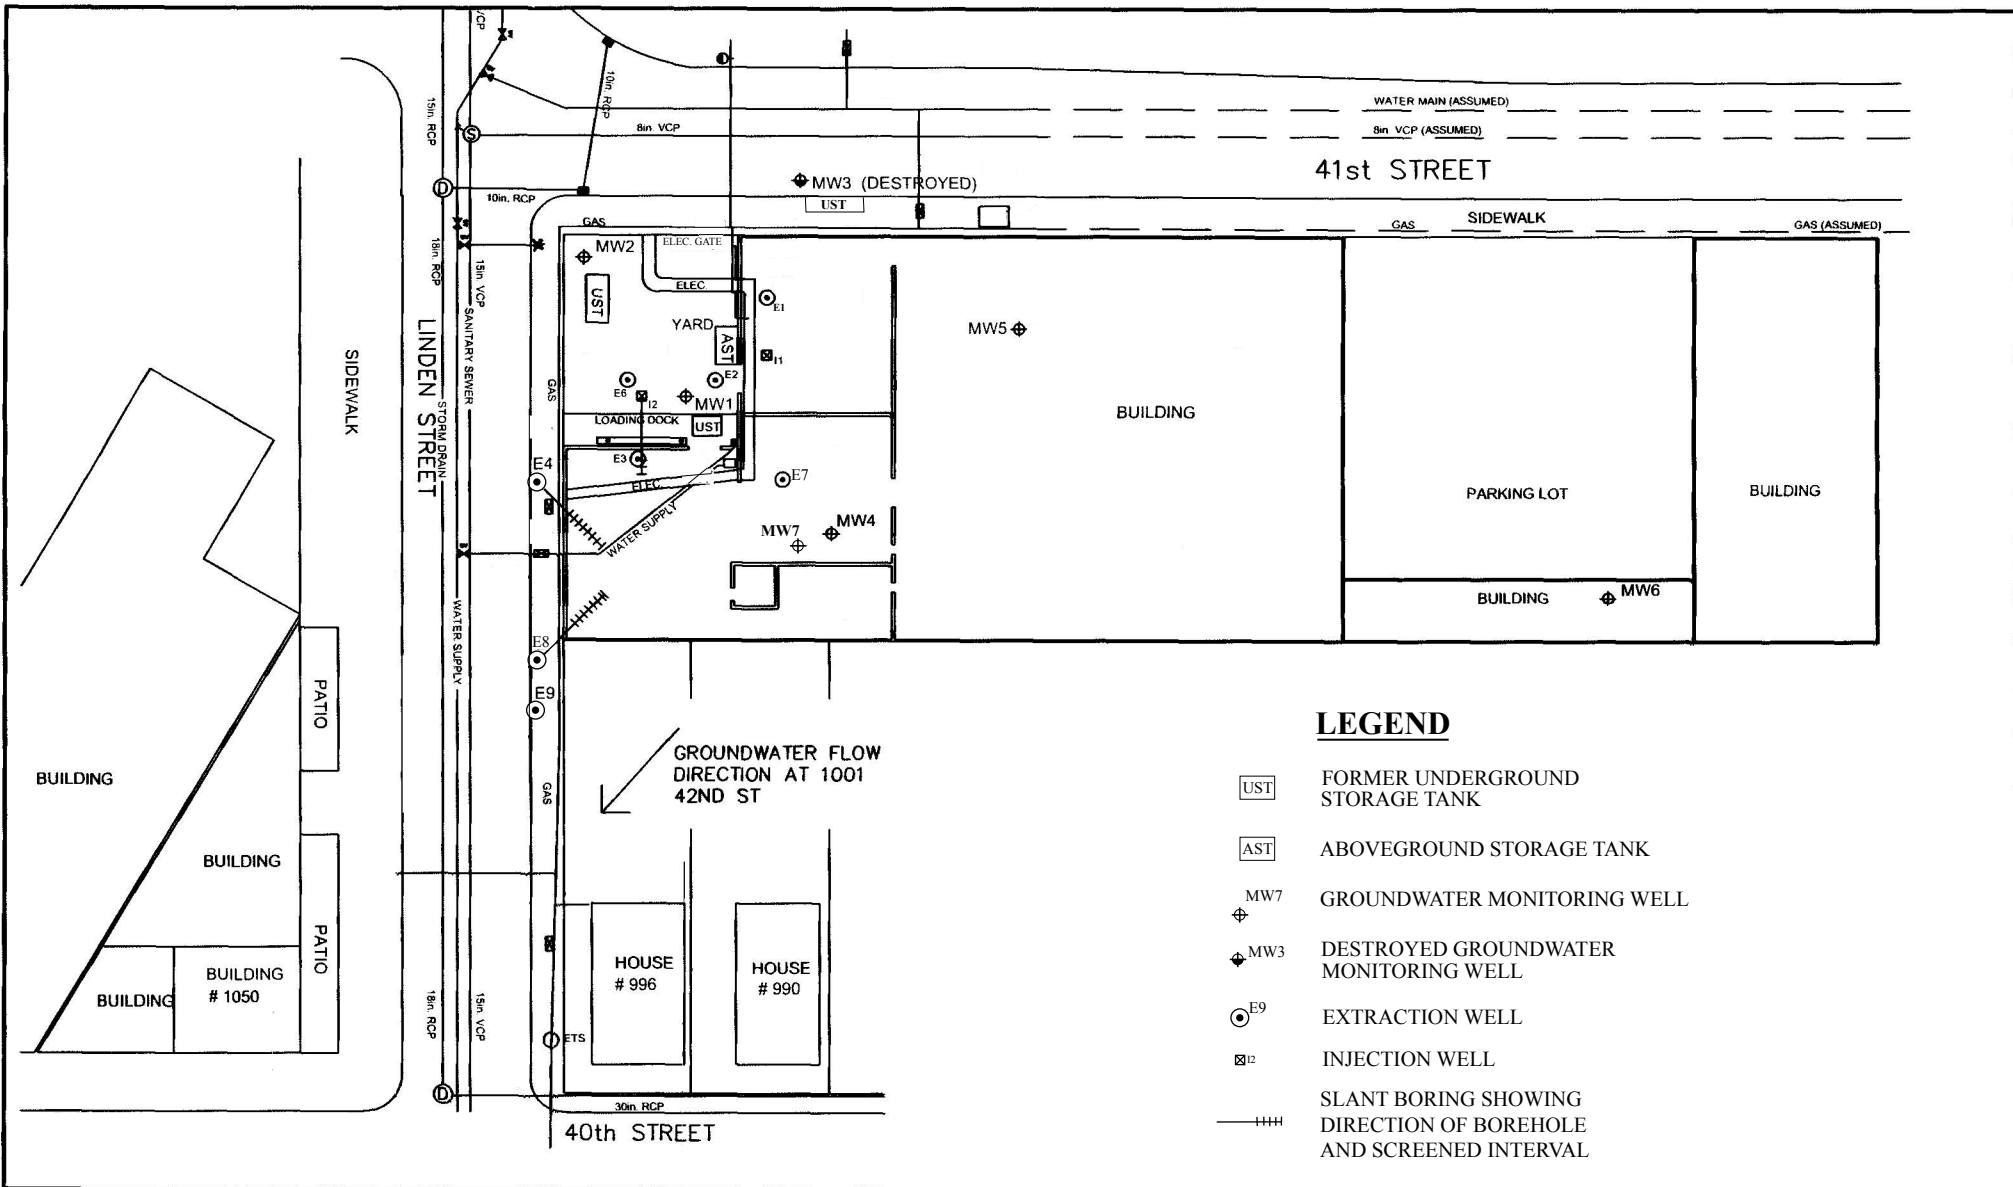 VCP
10in. RCP
15in. RCP
8in. VCP
WATER MAIN (ASSUMED)
8in. VCP (ASSUMED)
41st STREET
S
D
10in. RCP
MW3 (DESTROYED)
UST
SIDEWALK
GAS
GAS
GAS (ASSUMED)
18in. RCP
15in. VCP
SANITARY SEWER
LINDEN STREET
STORM DRAIN
WATER SUPPLY
SIDEWALK
MW2
ELEC. GATE
UST
ELEC.
E1
YARD
AST
I1
MW5
E6
E2
I2
MW1
GAS
LOADING DOCK
UST
E3
E4
ELEC.
E7
WATER SUPPLY
MW7
MW4
BUILDING
PARKING LOT
BUILDING
BUILDING
MW6
E8
E9
PATIO
BUILDING
BUILDING
PATIO
BUILDING
BUILDING
# 1050
GAS
GROUNDWATER FLOW
DIRECTION AT 1001
42ND ST
HOUSE
# 996
HOUSE
# 990
18in. RCP
15in. VCP
ETS
D
30in. RCP
40th STREET
LEGEND
UST
FORMER UNDERGROUND
STORAGE TANK
AST
ABOVEGROUND STORAGE TANK
MW7
GROUNDWATER MONITORING WELL
MW3
DESTROYED GROUNDWATER
MONITORING WELL
E9
EXTRACTION WELL
I2
INJECTION WELL
SLANT BORING SHOWING
DIRECTION OF BOREHOLE
AND SCREENED INTERVAL